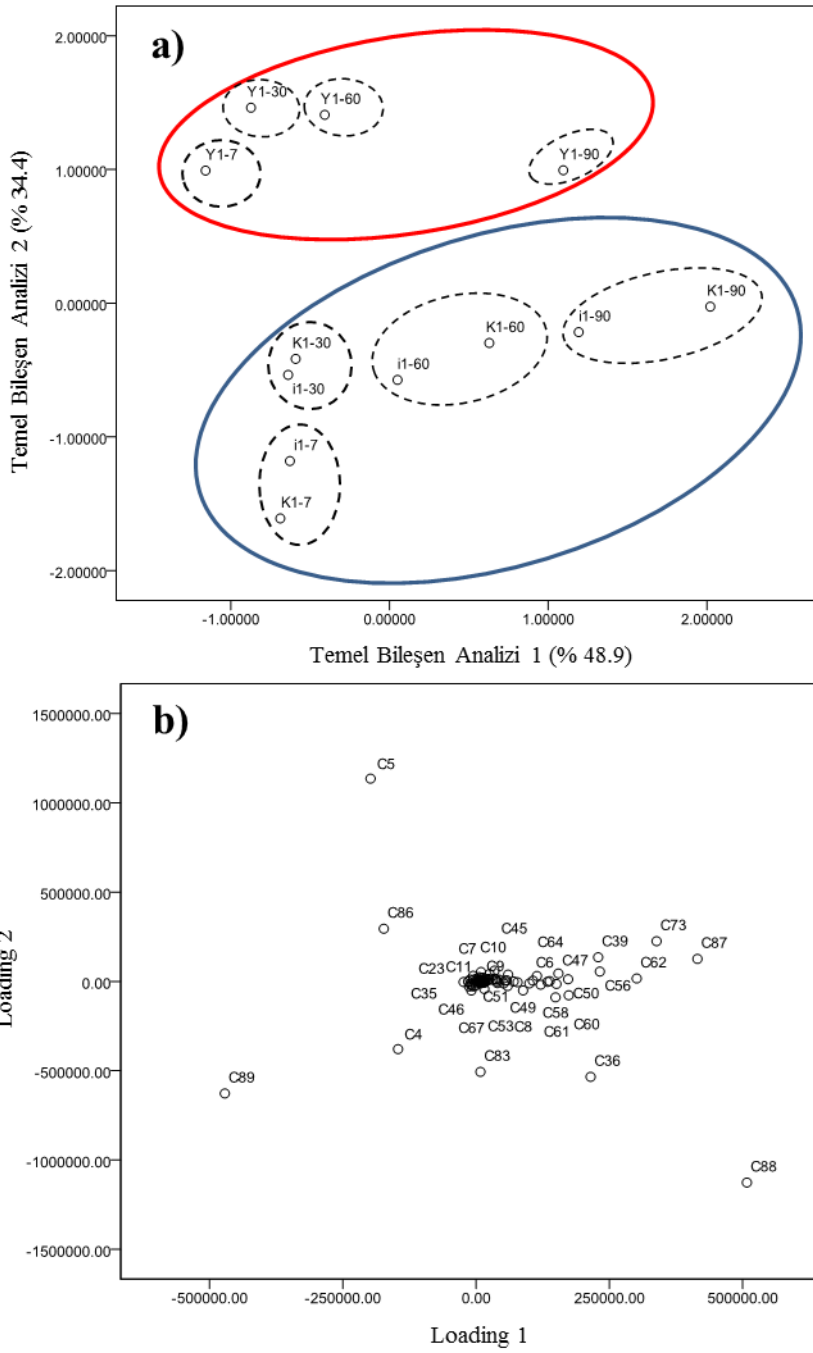 a)
2.00000
1.00000
0.00000
-1.00000
-2.00000
Temel Bileşen Analizi 2 (% 34.4)
Y1-30
Y1-60
Y1-7
Y1-90
K1-90
i1-90
K1-60
i1-60
K1-30
i1-30
i1-7
K1-7
-1.00000 0.00000 1.00000 2.00000
Temel Bileşen Analizi 1 (% 48.9)
b)
1500000.00
1000000.00
500000.00
0.00
-500000.00
-1000000.00
-1500000.00
Loading 2
C5
C86
C45
C73
C7 C10 C64 C39 C87
C23 C11 C9 C6 C47 C62
C35 C51 C50 C56
C46 C49 C58
C67 C53 C8 C61 C60
C4
C83 C36
C89
C88
-500000.00 -250000.00 0.00 250000.00 500000.00
Loading 1